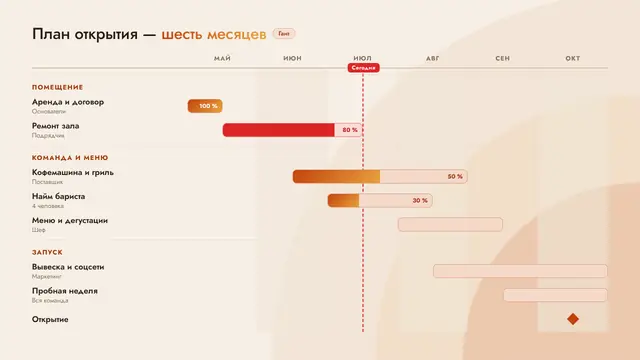 План открытия — шесть месяцев Гант
МАЙ ИЮН ИЮЛ АВГ СЕН ОКТ
Сегодня
ПОМЕЩЕНИЕ
Аренда и договор
Основатели
100 %
Ремонт зала
Подрядчик
80 %
КОМАНДА И МЕНЮ
Кофемашина и гриль
Поставщик
50 %
Найм бариста
4 человека
30 %
Меню и дегустации
Шеф
ЗАПУСК
Вывеска и соцсети
Маркетинг
Пробная неделя
Вся команда
Открытие